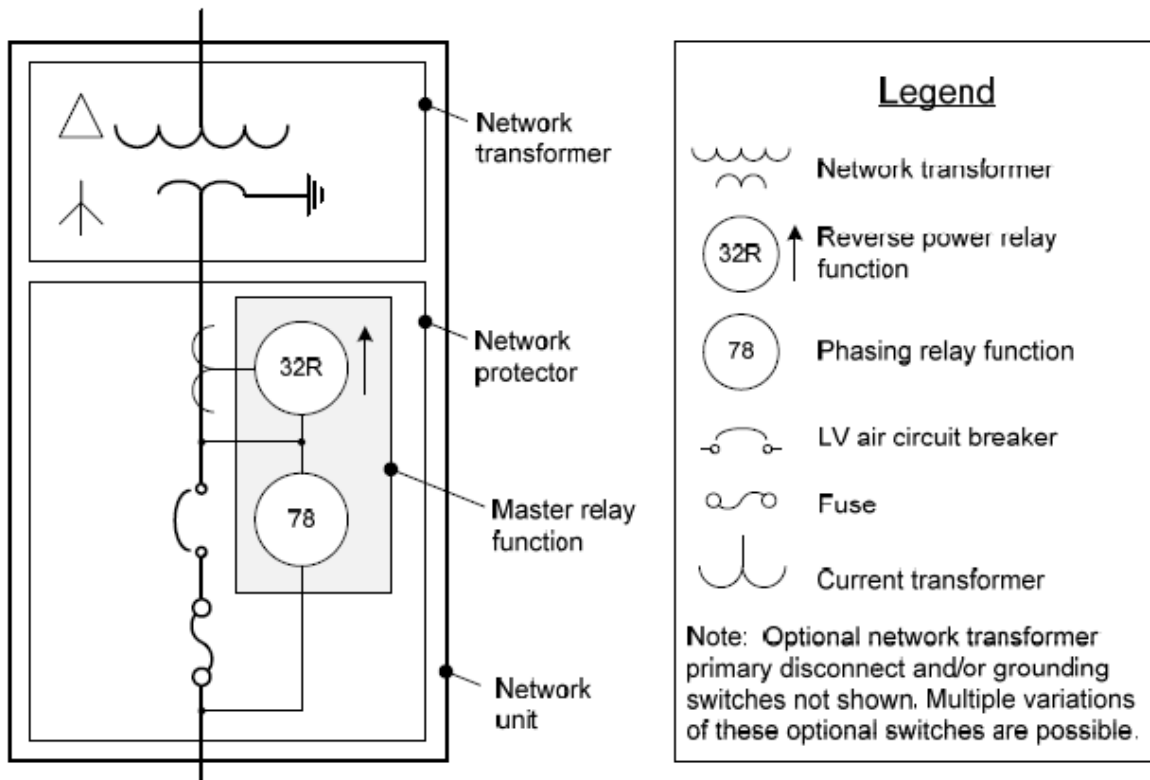 Network
transformer
32R
Network
protector
78
Master relay
function
Network
unit
Legend
Network transformer
32R
Reverse power relay
function
78
Phasing relay function
LV air circuit breaker
Fuse
Current transformer
Note: Optional network transformer
primary disconnect and/or grounding
switches not shown. Multiple variations
of these optional switches are possible.